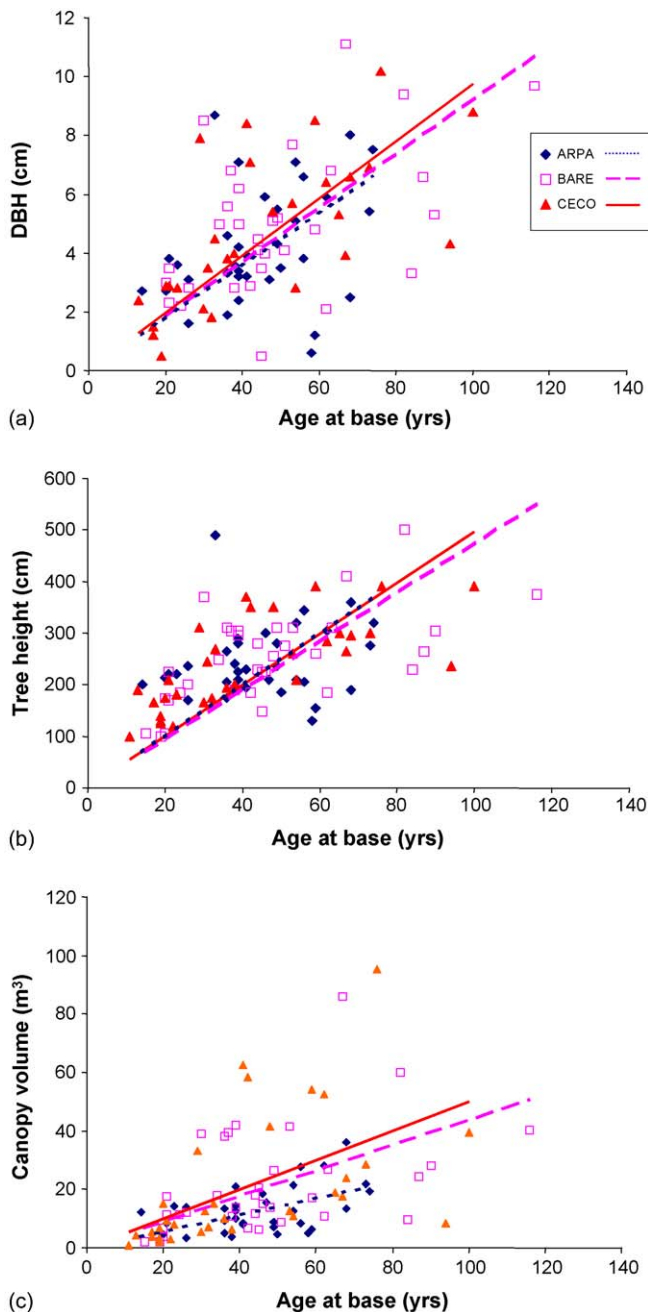 12
10
8
6
4
2
0
DBH (cm)
0 20 40 60 80 100 120 140
(a) Age at base (yrs)
ARPA
BARE
CECO
600
500
400
300
200
100
0
Tree height (cm)
0 20 40 60 80 100 120 140
(b) Age at base (yrs)
120
100
80
60
40
20
0
Canopy volume (m³)
0 20 40 60 80 100 120 140
(c) Age at base (yrs)